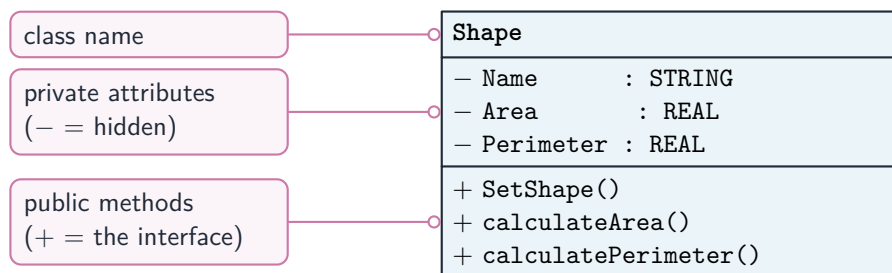 class name
Shape
private attributes
(− = hidden)
− Name : STRING
− Area : REAL
− Perimeter : REAL
public methods
(+ = the interface)
+ SetShape()
+ calculateArea()
+ calculatePerimeter()